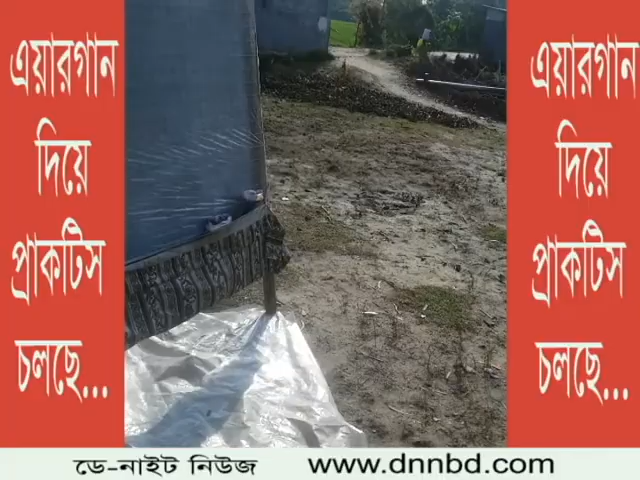 এয়ারগান
দিয়ে
প্রাকটিস
চলছে...
এয়ারগান
দিয়ে
প্রাকটিস
চলছে...
ডে-নাইট নিউজ www.dnnbd.com